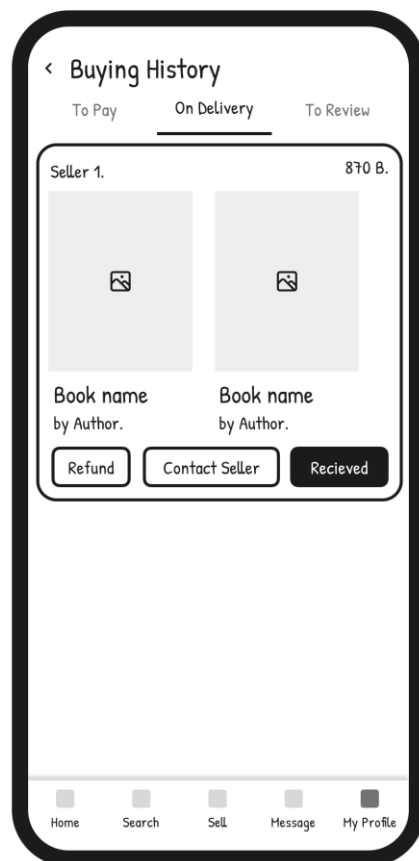 Buying History
To Pay On Delivery To Review
Seller 1. 870 B.
Book name Book name
by Author. by Author.
Refund Contact Seller Recieved
Home Search Sell Message My Profile